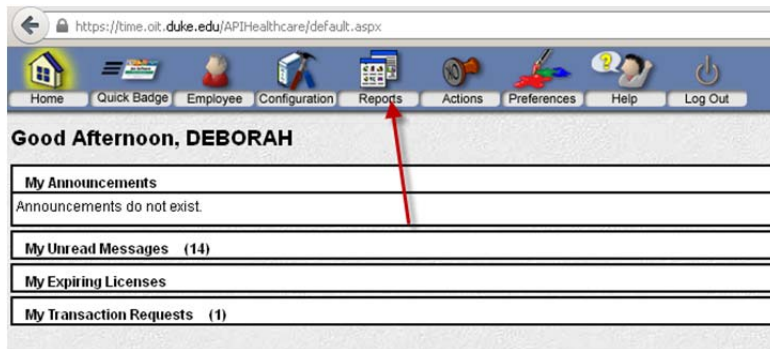 https://time.oit.duke.edu/APIHealthcare/default.aspx
Home Quick Badge Employee Configuration Reports Actions Preferences Help Log Out
Good Afternoon, DEBORAH
My Announcements
Announcements do not exist.
My Unread Messages (14)
My Expiring Licenses
My Transaction Requests (1)